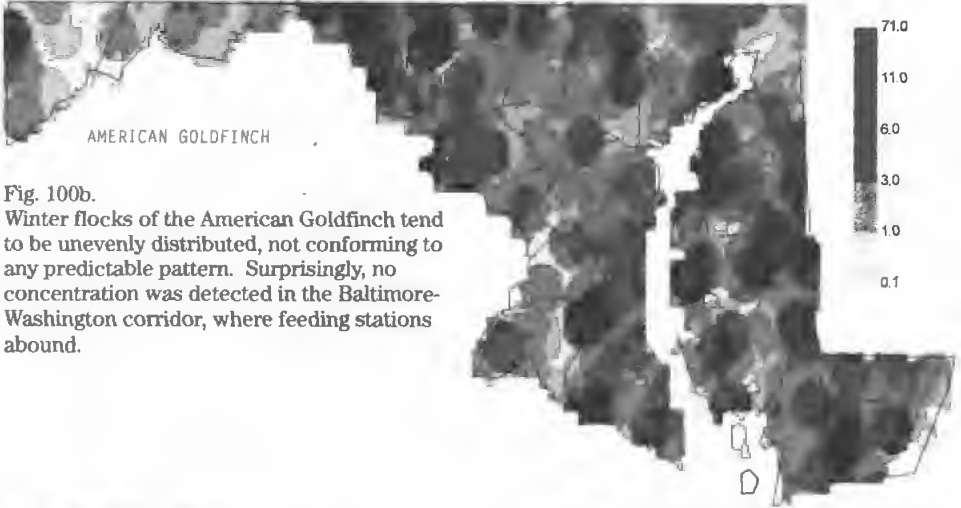 AMERICAN GOLDFINCH
Fig. 100b.
Winter flocks of the American Goldfinch tend
to be unevenly distributed, not conforming to
any predictable pattern. Surprisingly, no
concentration was detected in the Baltimore-
Washington corridor, where feeding stations
abound.
71.0
11.0
6.0
3.0
1.0
0.1